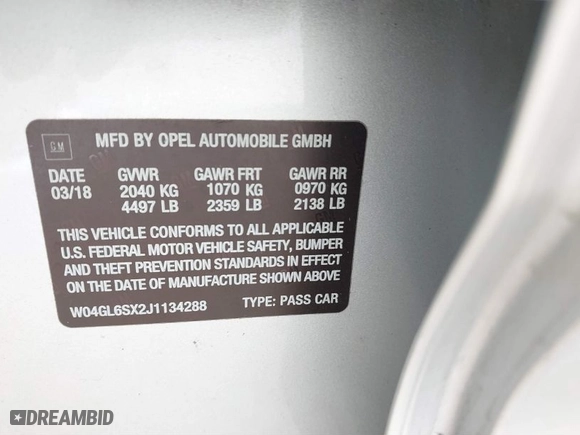 GM MFD BY OPEL AUTOMOBILE GMBH
DATE GVWR GAWR FRT GAWR RR
03/18 2040 KG 1070 KG 0970 KG
4497 LB 2359 LB 2138 LB
THIS VEHICLE CONFORMS TO ALL APPLICABLE
U.S. FEDERAL MOTOR VEHICLE SAFETY, BUMPER
AND THEFT PREVENTION STANDARDS IN EFFECT
ON THE DATE OF MANUFACTURE SHOWN ABOVE
W04GL6SX2J1134288 TYPE: PASS CAR
DREAMBID